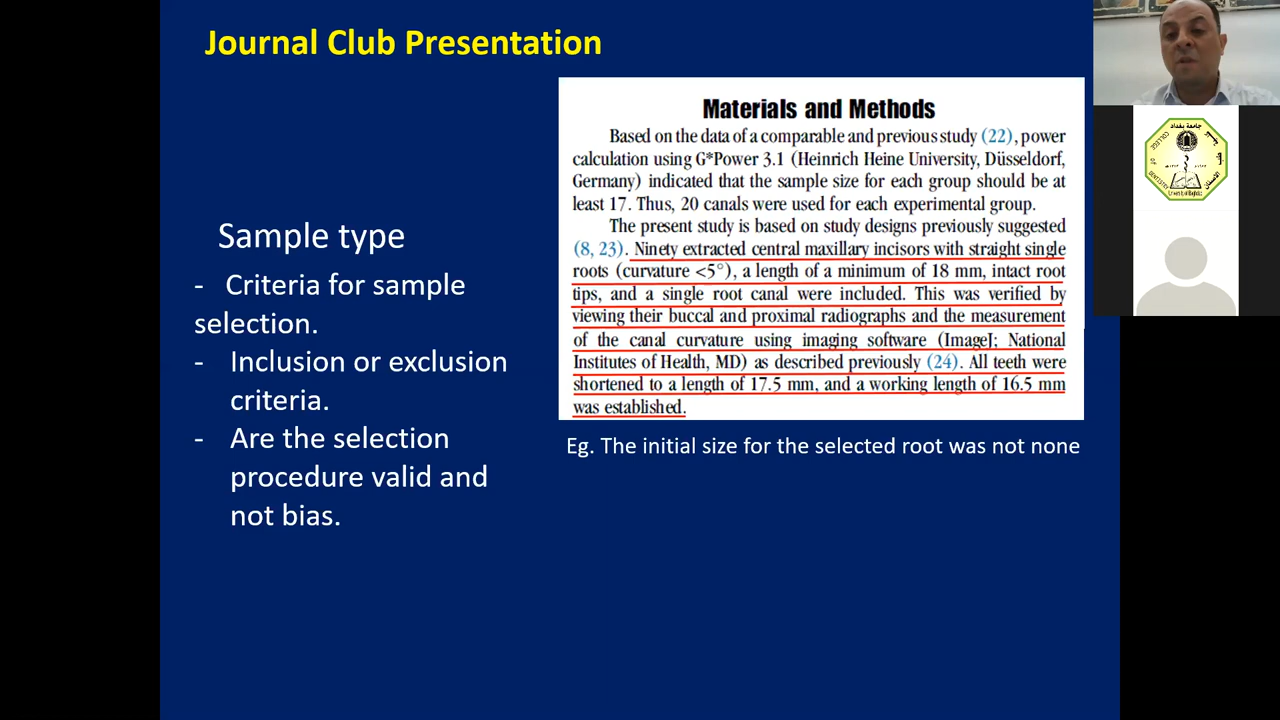 Journal Club Presentation
Materials and Methods
Based on the data of a comparable and previous study (22), power
calculation using G*Power 3.1 (Heinrich Heine University, Düsseldorf,
Germany) indicated that the sample size for each group should be at
least 17. Thus, 20 canals were used for each experimental group.
The present study is based on study designs previously suggested
(8, 23). Ninety extracted central maxillary incisors with straight single
roots (curvature <5°), a length of a minimum of 18 mm, intact root
tips, and a single root canal were included. This was verified by
viewing their buccal and proximal radiographs and the measurement
of the canal curvature using imaging software (ImageJ; National
Institutes of Health, MD) as described previously (24). All teeth were
shortened to a length of 17.5 mm, and a working length of 16.5 mm
was established.
Eg. The initial size for the selected root was not none
Sample type
- Criteria for sample
selection.
- Inclusion or exclusion
criteria.
- Are the selection
procedure valid and
not bias.
جامعة بغداد
COLLEGE
OF
DENTISTRY